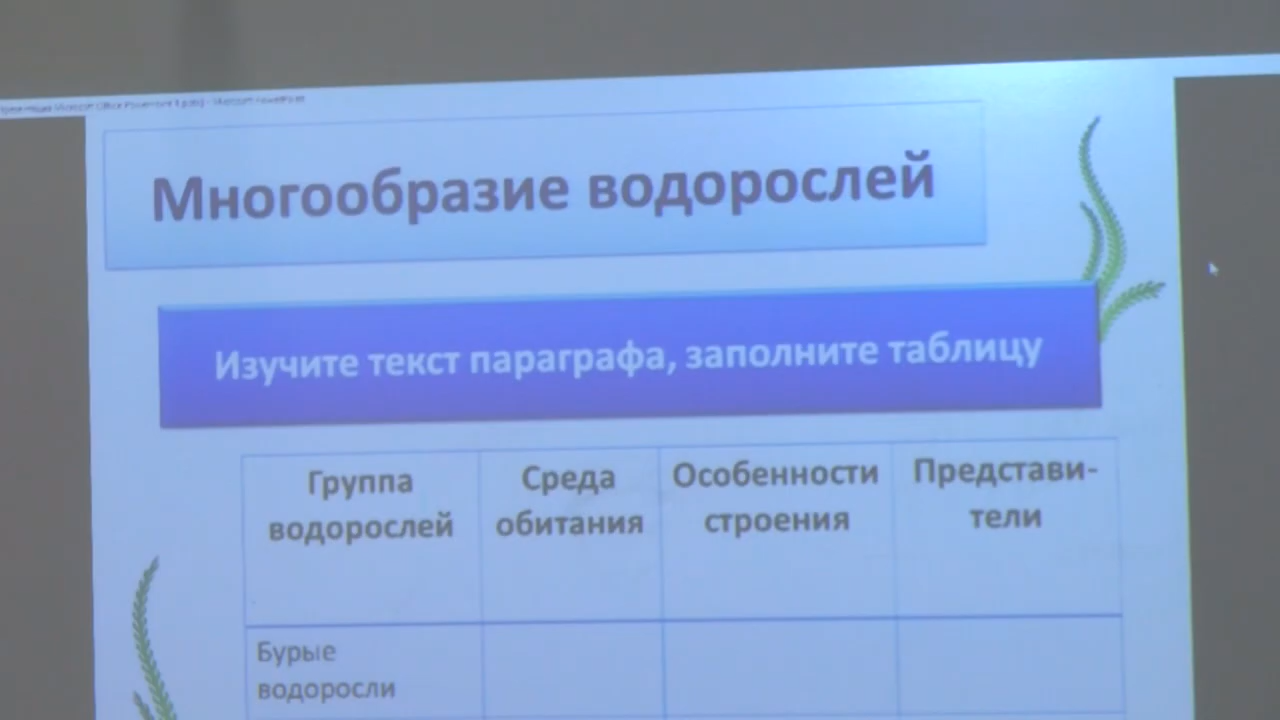 Многообразие водорослей
Изучите текст параграфа, заполните таблицу
Группа
водорослей
Среда
обитания
Особенности
строения
Представи-
тели
Бурые
водоросли